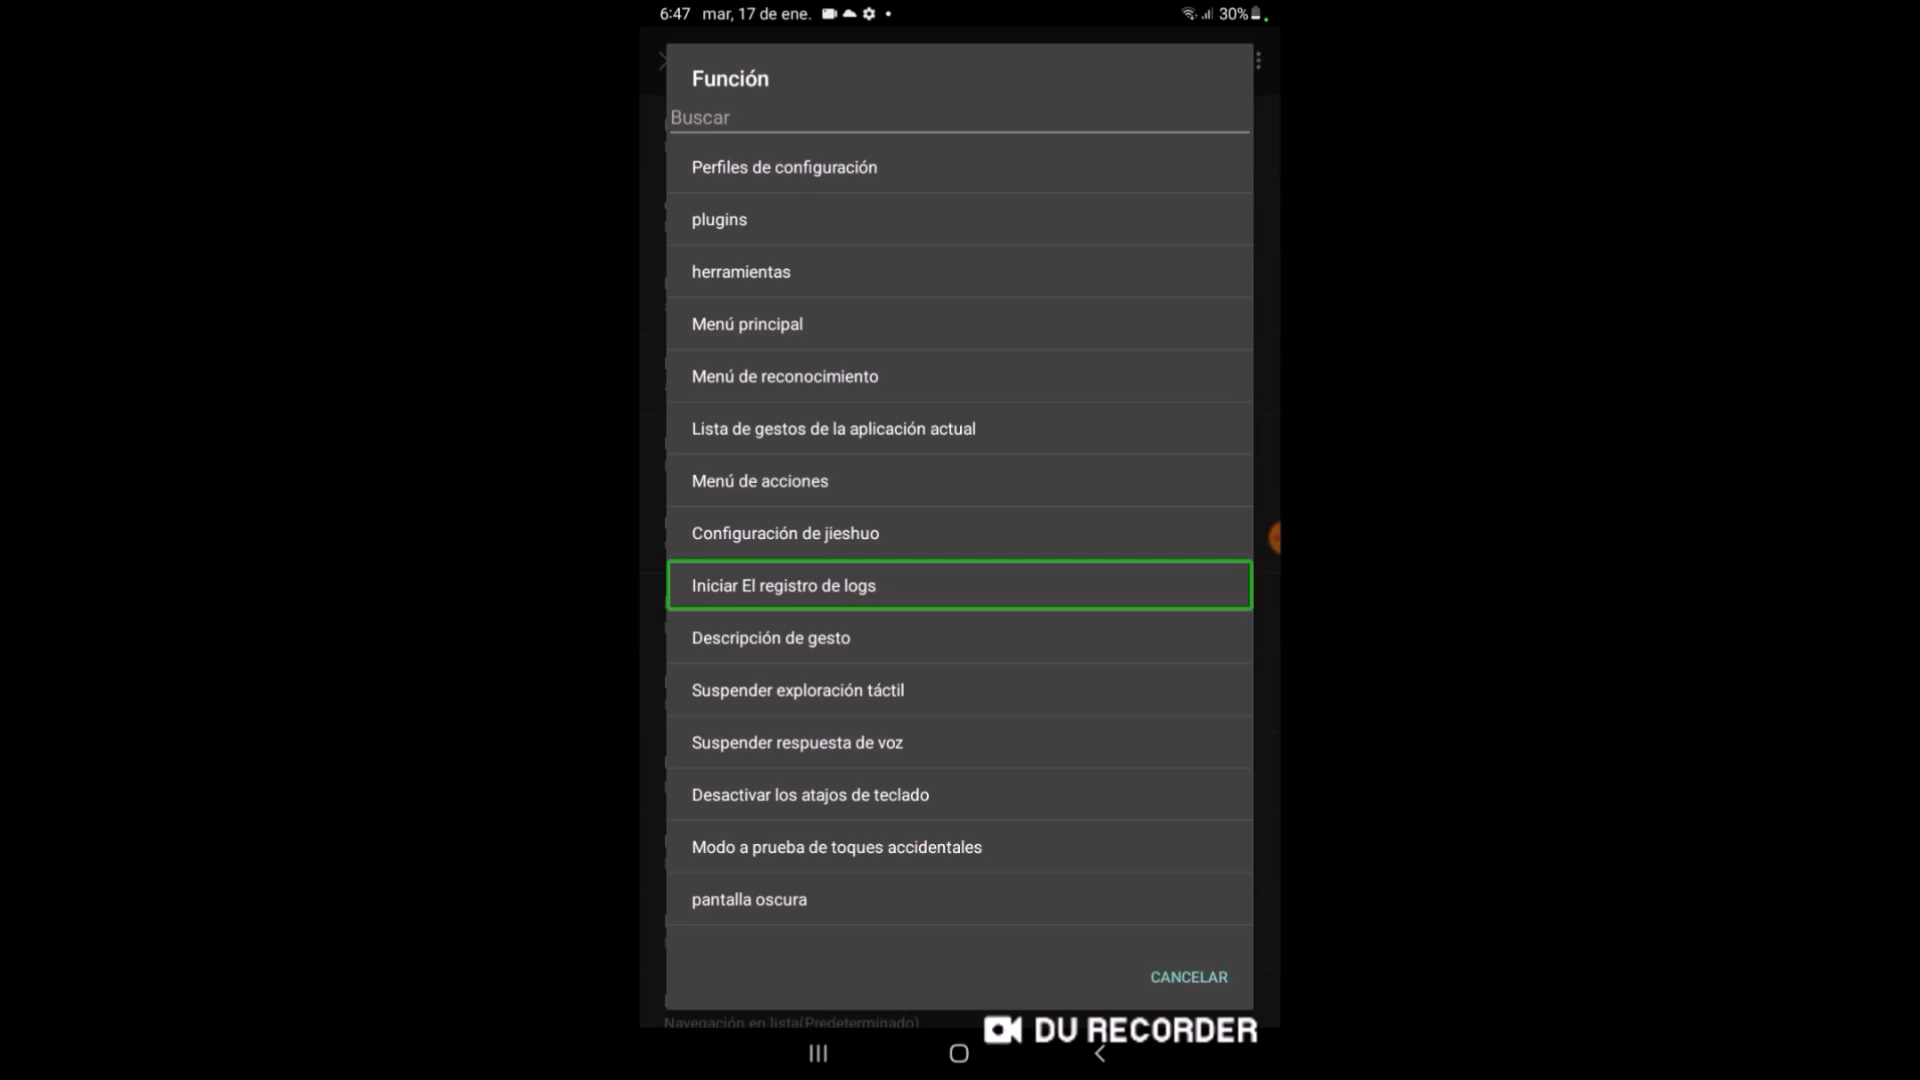 6:47 mar, 17 de ene. 30%
Función
Buscar
Perfiles de configuración
plugins
herramientas
Menú principal
Menú de reconocimiento
Lista de gestos de la aplicación actual
Menú de acciones
Configuración de jieshuo
Iniciar El registro de logs
Descripción de gesto
Suspender exploración táctil
Suspender respuesta de voz
Desactivar los atajos de teclado
Modo a prueba de toques accidentales
pantalla oscura
CANCELAR
Navegación en lista(Predeterminado)
DU RECORDER